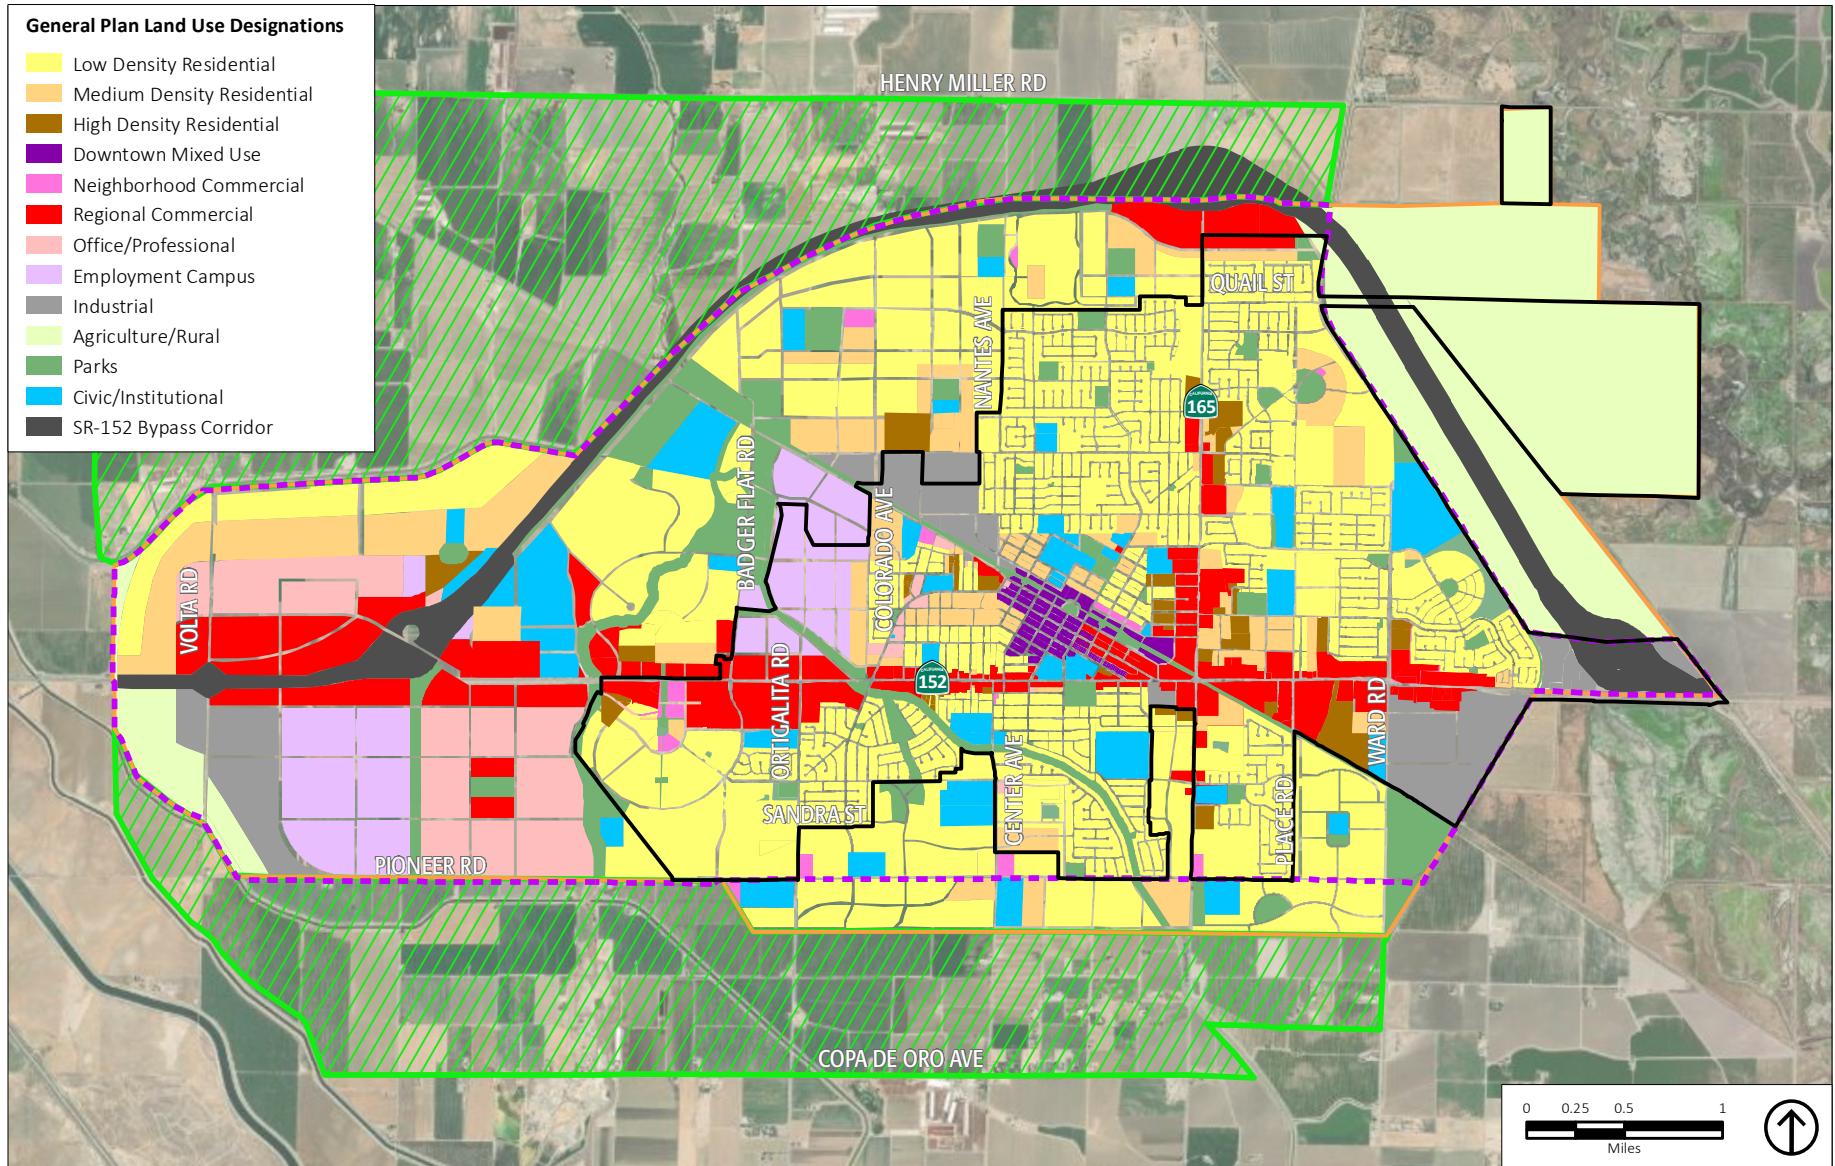 General Plan Land Use Designations
Low Density Residential
Medium Density Residential
High Density Residential
Downtown Mixed Use
Neighborhood Commercial
Regional Commercial
Office/Professional
Employment Campus
Industrial
Agriculture/Rural
Parks
Civic/Institutional
SR-152 Bypass Corridor
HENRY MILLER RD
QUAIL ST
NANTES AVE
CALIFORNIA
165
BADGER FLAT RD
COLORADO AVE
VOLTA RD
ORTIGALITA RD
CALIFORNIA
152
WARD RD
CENTER AVE
PLACE RD
SANDRA ST
PIONEER RD
COPA DE ORO AVE
0 0.25 0.5 1
Miles